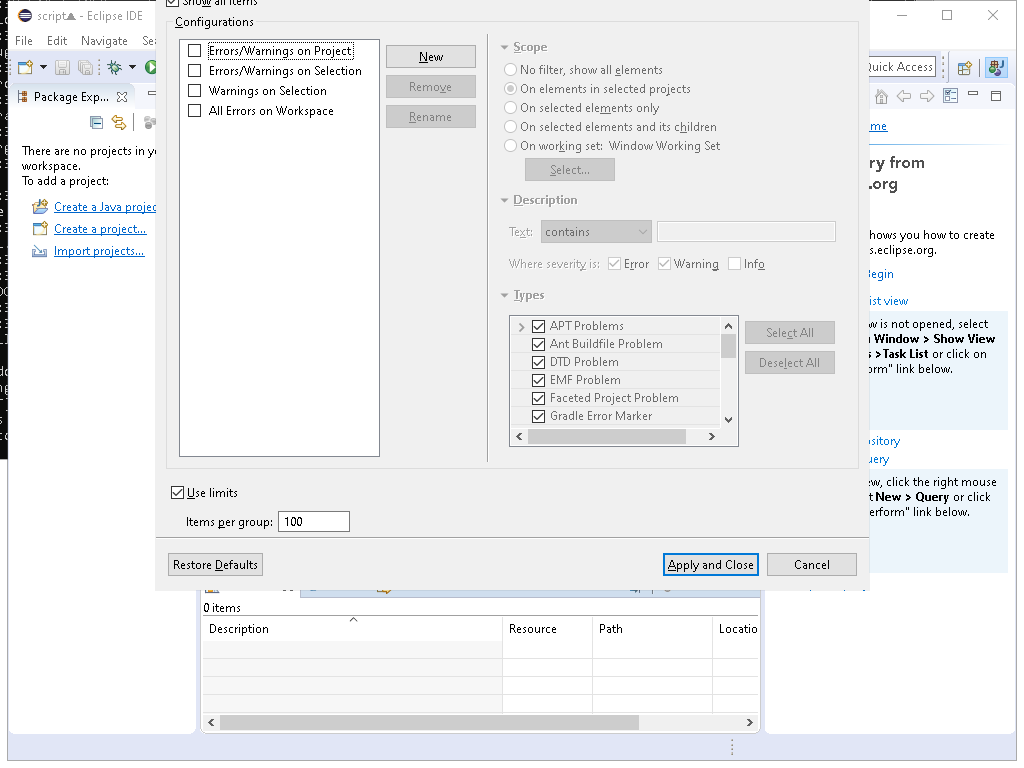 script - Eclipse IDE
Show all items
File Edit Navigate
Configurations
Errors/Warnings on Project
Errors/Warnings on Selection
Warnings on Selection
All Errors on Workspace
New
Remove
Rename
Scope
No filter, show all elements
On elements in selected projects
On selected elements only
On selected elements and its children
On working set: Window Working Set
Select...
Description
Text: contains
Where severity is: Error Warning Info
Types
APT Problems
Ant Buildfile Problem
DTD Problem
EMF Problem
Faceted Project Problem
Gradle Error Marker
Select All
Deselect All
Use limits
Items per group: 100
Restore Defaults
Apply and Close
Cancel
Package Exp...
There are no projects in
workspace.
To add a project:
Create a Java
Create a project...
Import projects...
Quick Access
me
ry from
.org
hows you how to create
s.eclipse.org.
Begin
ist view
w is not opened, select
Window > Show View
s >Task List or click on
form" link below.
ository
uery
ew, click the right mouse
t New > Query or click
erform" link below.
0 items
Description Resource Path Locatio